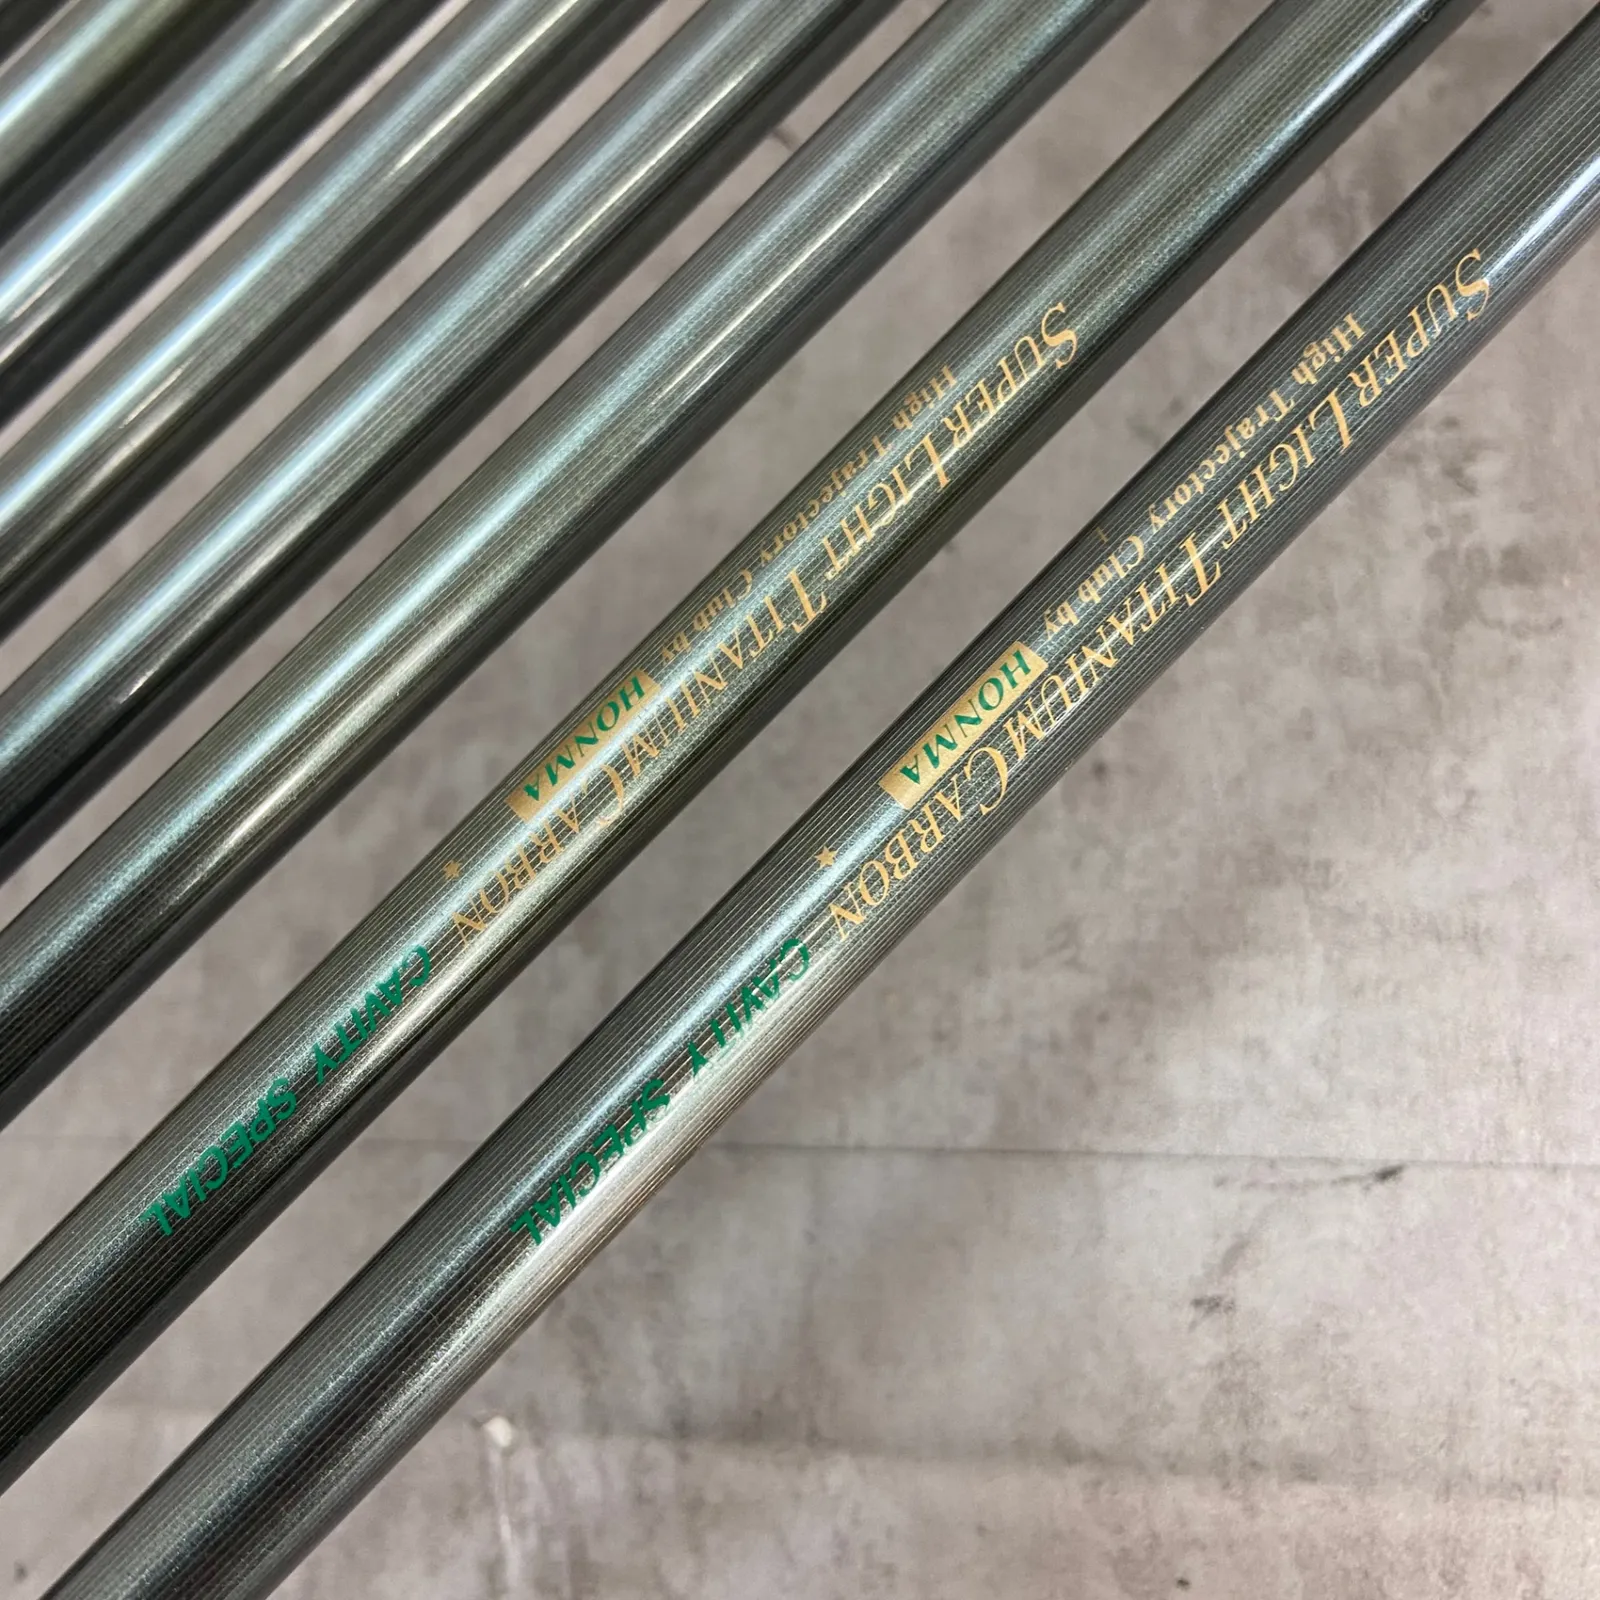 SUPER LIGHT TITANIUM CARBON
High Trajectory Club by HONMA
CAVITY SPECIAL
SUPER LIGHT TITANIUM CARBON
High Trajectory Club by HONMA
CAVITY SPECIAL